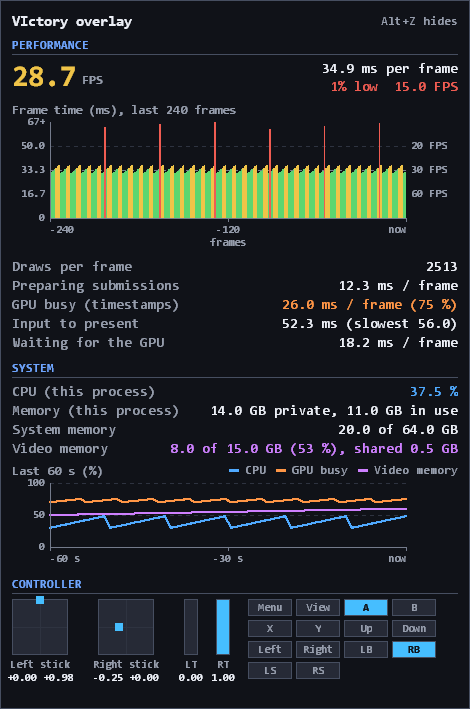 VIctory overlay Alt+Z hides
PERFORMANCE
28.7 FPS
34.9 ms per frame
1% low 15.0 FPS
Frame time (ms), last 240 frames
67+
50.0 20 FPS
33.3 30 FPS
16.7 60 FPS
0
-240 -120 now
frames
Draws per frame 2513
Preparing submissions 12.3 ms / frame
GPU busy (timestamps) 26.0 ms / frame (75 %)
Input to present 52.3 ms (slowest 56.0)
Waiting for the GPU 18.2 ms / frame
SYSTEM
CPU (this process) 37.5 %
Memory (this process) 14.0 GB private, 11.0 GB in use
System memory 20.0 of 64.0 GB
Video memory 8.0 of 15.0 GB (53 %), shared 0.5 GB
Last 60 s (%) CPU GPU busy Video memory
100
50
0
-60 s -30 s now
CONTROLLER
Menu View A B
X Y Up Down
Left Right LB RB
LS RS
Left stick Right stick LT RT
+0.00 +0.98 -0.25 +0.00 0.00 1.00